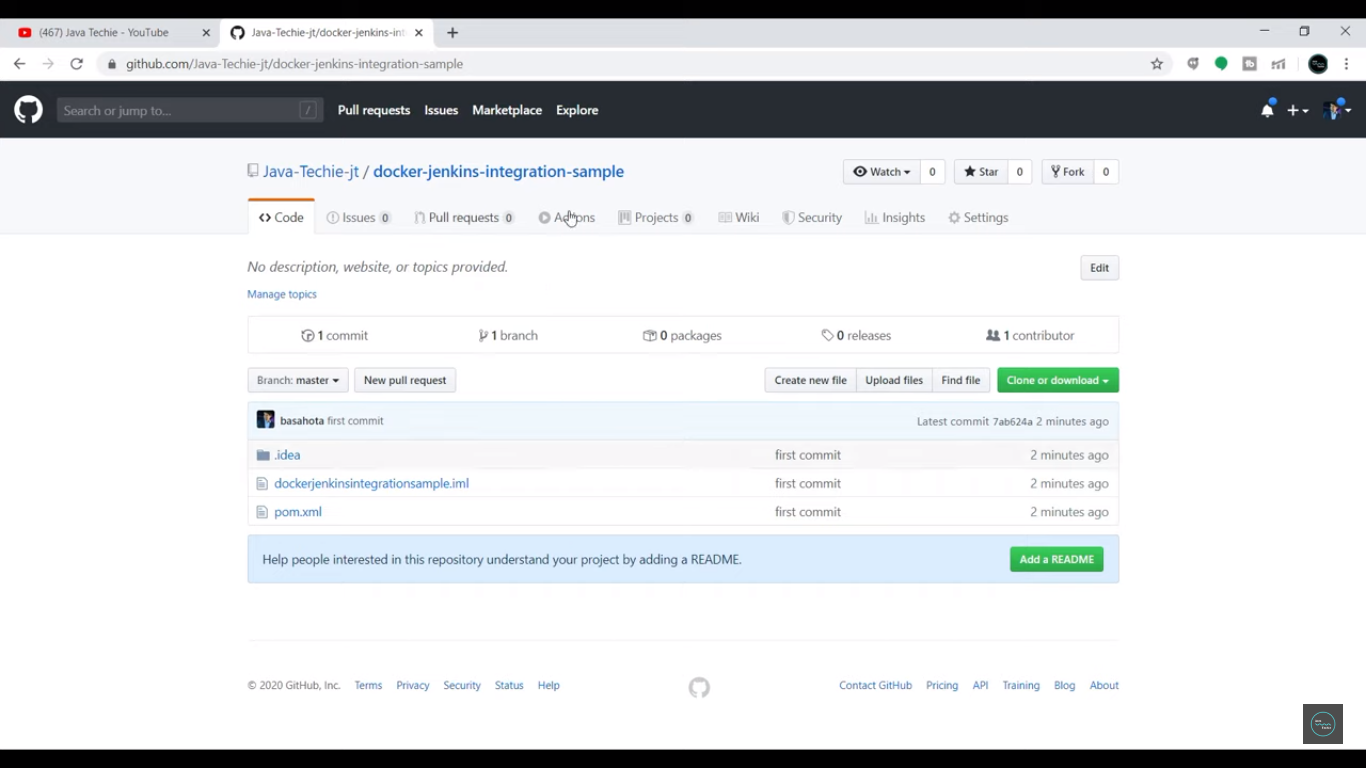 (467) Java Techie - YouTube
Java-Techie-jt/docker-jenkins-int
github.com/Java-Techie-jt/docker-jenkins-integration-sample
Search or jump to... /
Pull requests Issues Marketplace Explore
Java-Techie-jt / docker-jenkins-integration-sample
Watch 0 Star 0 Fork 0
Code Issues 0 Pull requests 0 Projects 0 Wiki Security Insights Settings
No description, website, or topics provided.
Edit
Manage topics
1 commit 1 branch 0 packages 0 releases 1 contributor
Branch: master New pull request Create new file Upload files Find file Clone or download
basahota first commit Latest commit 7ab624a 2 minutes ago
.idea first commit 2 minutes ago
dockerjenkinsintegrationsample.iml first commit 2 minutes ago
pom.xml first commit 2 minutes ago
Help people interested in this repository understand your project by adding a README.
Add a README
© 2020 GitHub, Inc. Terms Privacy Security Status Help Contact GitHub Pricing API Training Blog About